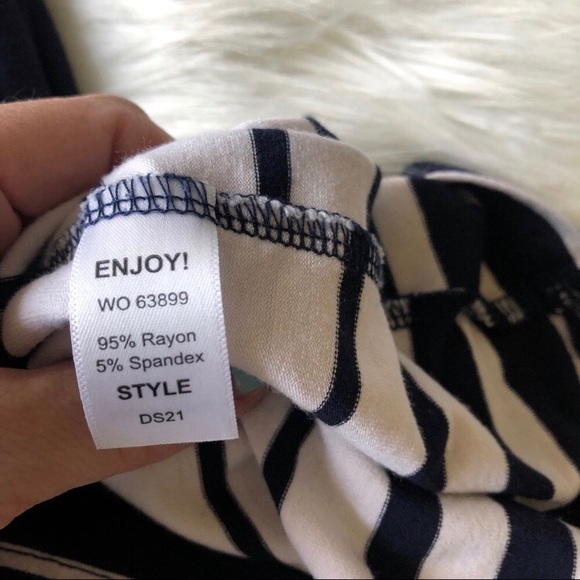 ENJOY!
WO 63899
95% Rayon
5% Spandex
STYLE
DS21